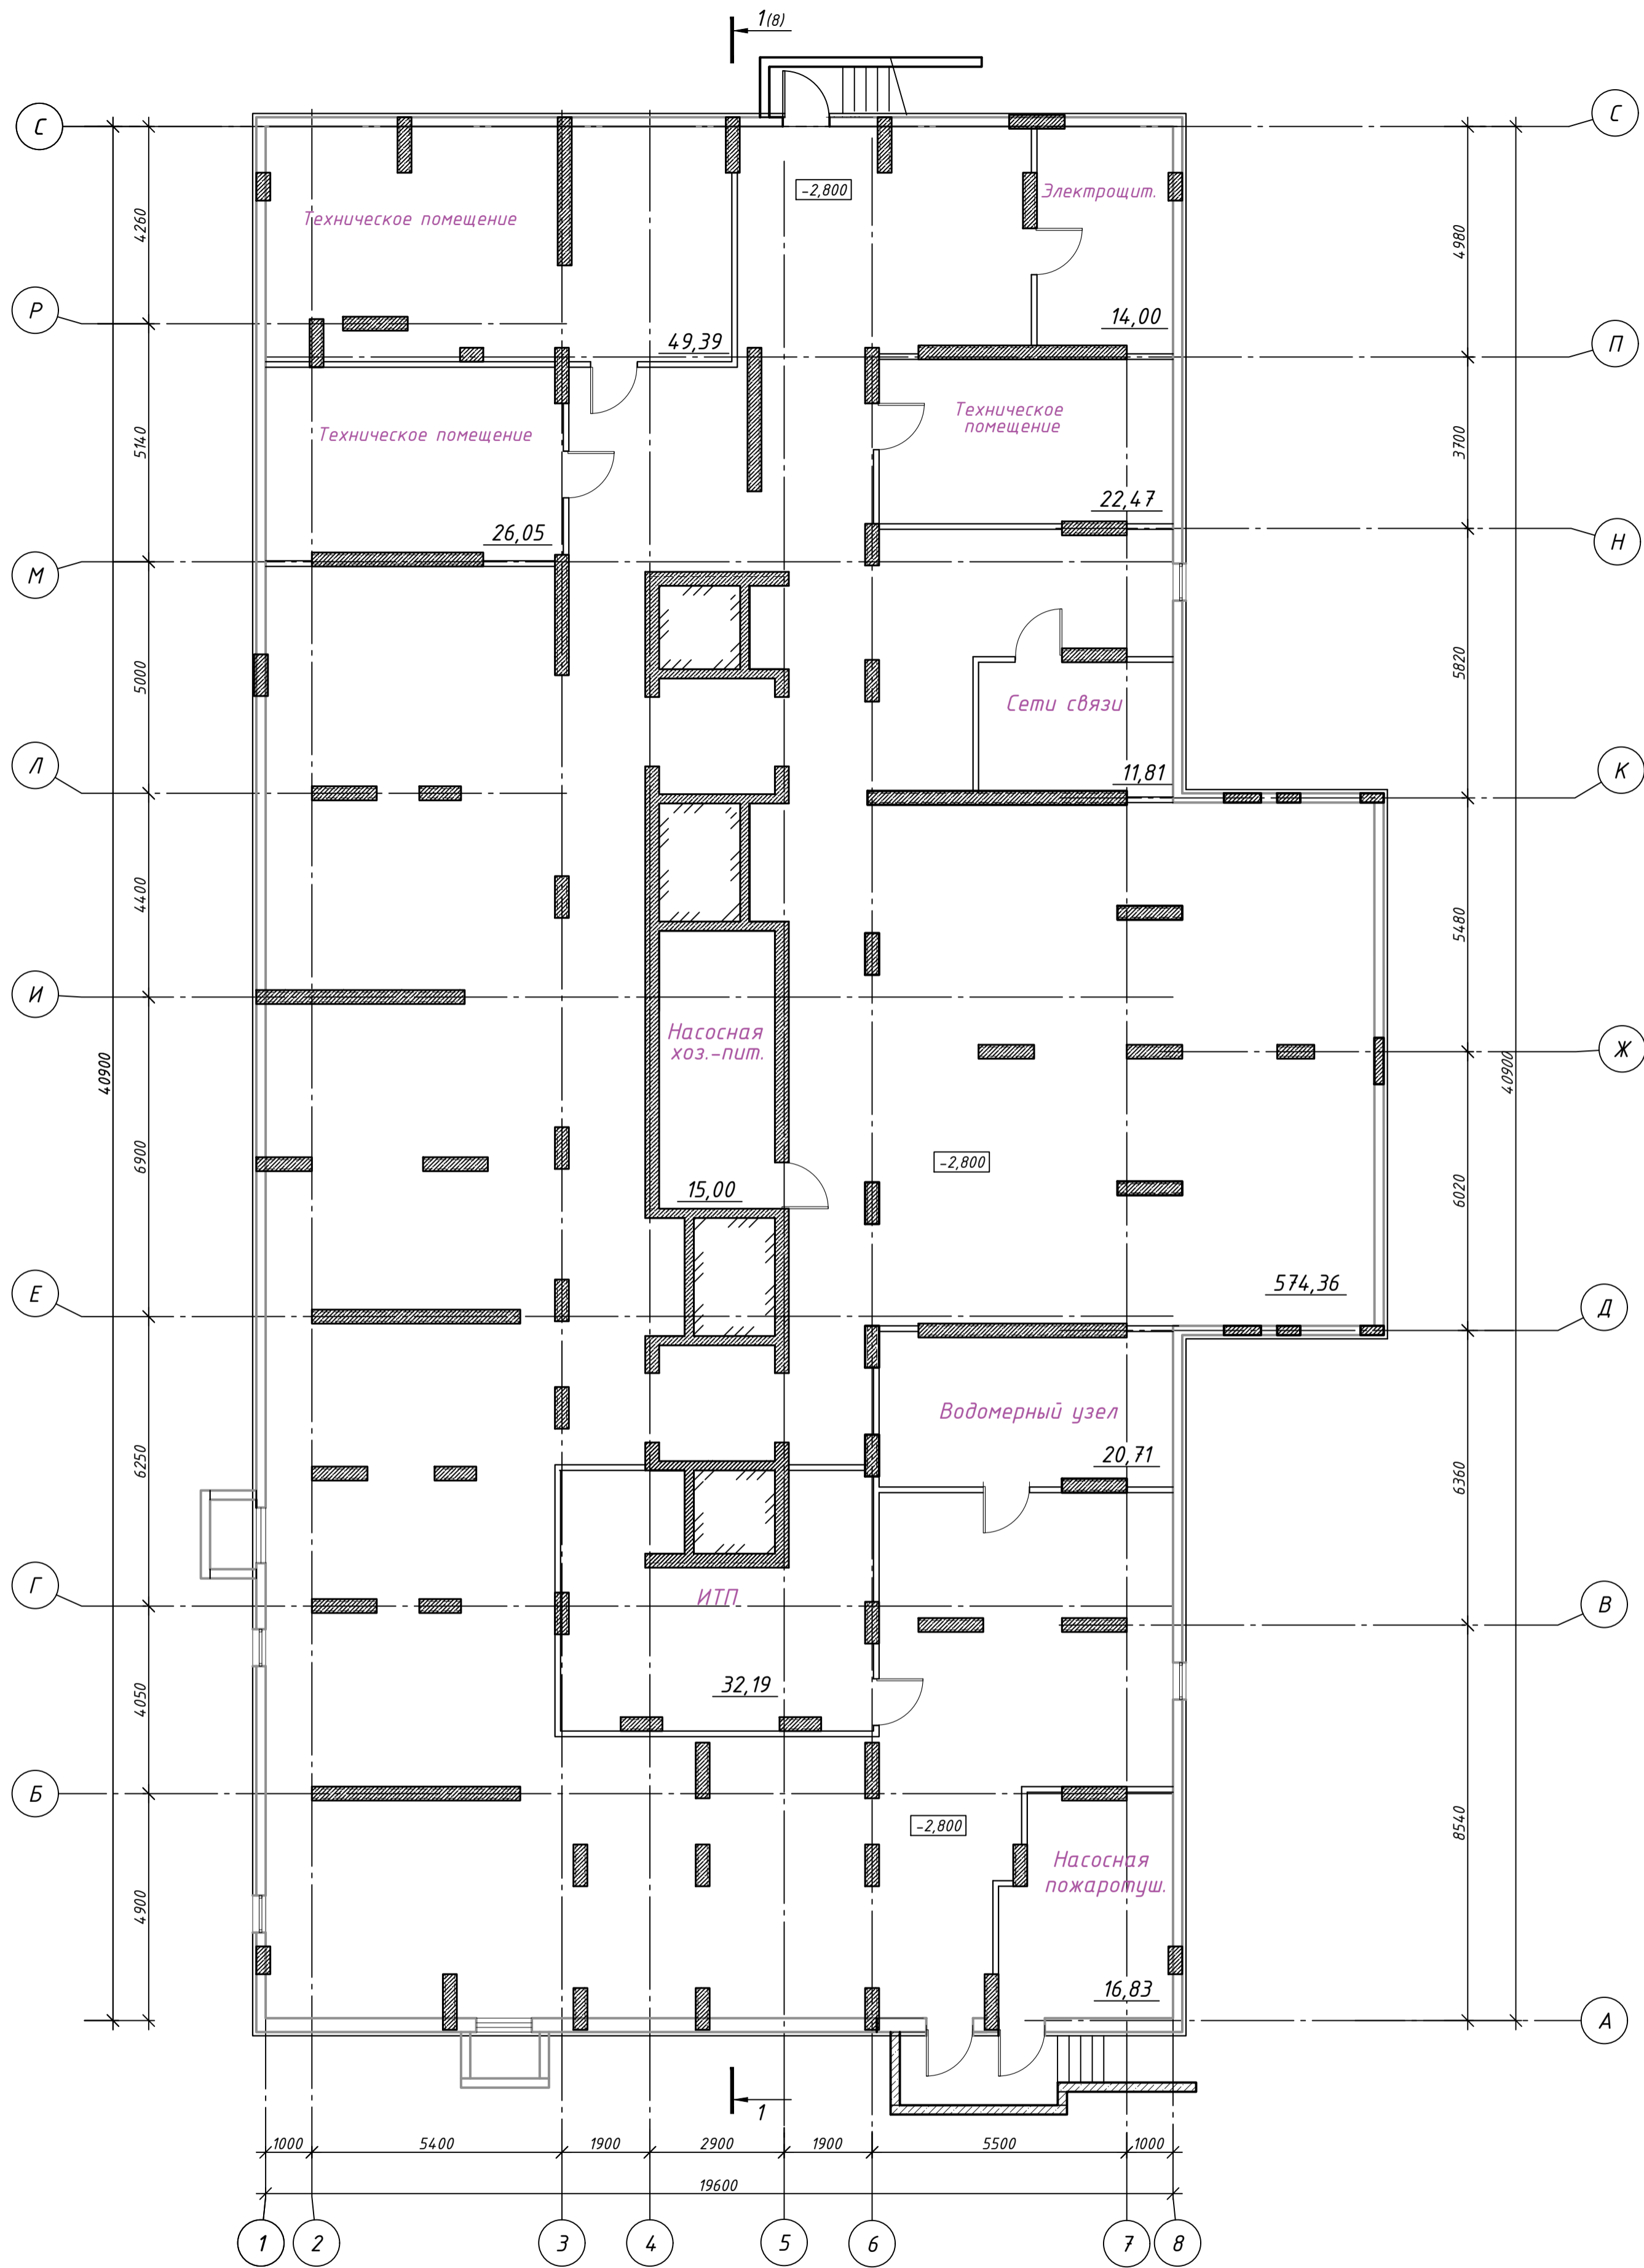 1(8)
С
С
-2,800
Электрощит.
Техническое помещение
4260
4980
Р
14,00
49,39
П
Техническое
помещение
Техническое помещение
5140
3700
22,47
26,05
Н
М
5000
5820
Сети связи
Л
11,81
К
4400
5480
И
Насосная
хоз.-пит.
Ж
40900
40900
6900
-2,800
15,00
6020
574,36
Е
Д
Водомерный узел
20,71
6250
6360
Г
ИТП
В
32,19
4050
Б
-2,800
8540
Насосная
пожаротуш.
4900
16,83
А
1
1000
5400
1900
2900
1900
5500
1000
19600
1
2
3
4
5
6
7
8